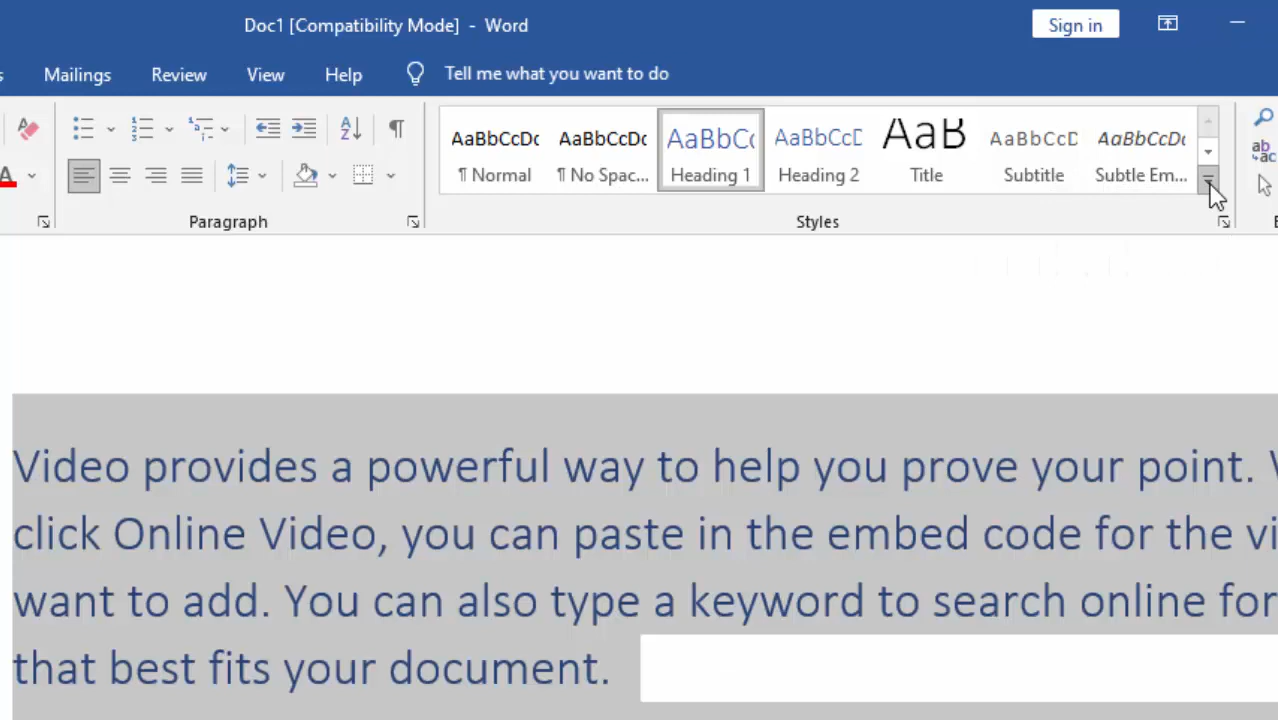 Doc1 [Compatibility Mode] - Word
Sign in
Mailings Review View Help Tell me what you want to do
AaBbCcDc AaBbCcDc AaBbCc AaBbCcD AaB AaBbCcD AaBbCcDc
¶ Normal ¶ No Spac... Heading 1 Heading 2 Title Subtitle Subtle Em...
Paragraph Styles
Video provides a powerful way to help you prove your point.
click Online Video, you can paste in the embed code for the vi
want to add. You can also type a keyword to search online for
that best fits your document.